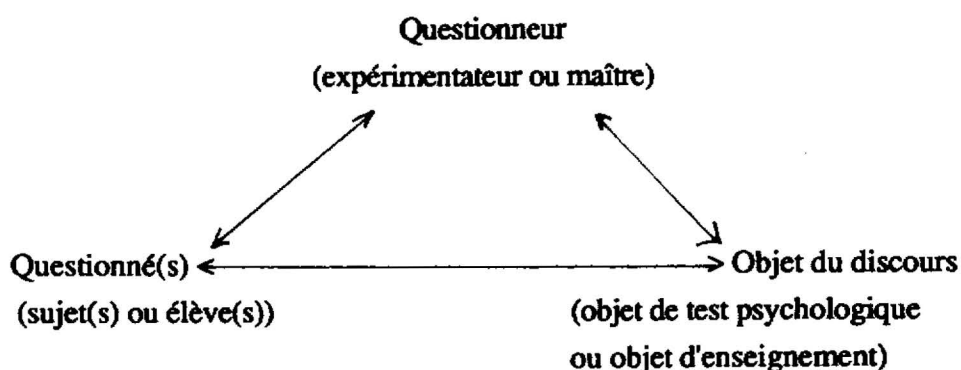 Questionneur
(expérimentateur ou maître)
Questionné(s)
Objet du discours
(sujet(s) ou élève(s))
(objet de test psychologique
ou objet d'enseignement)